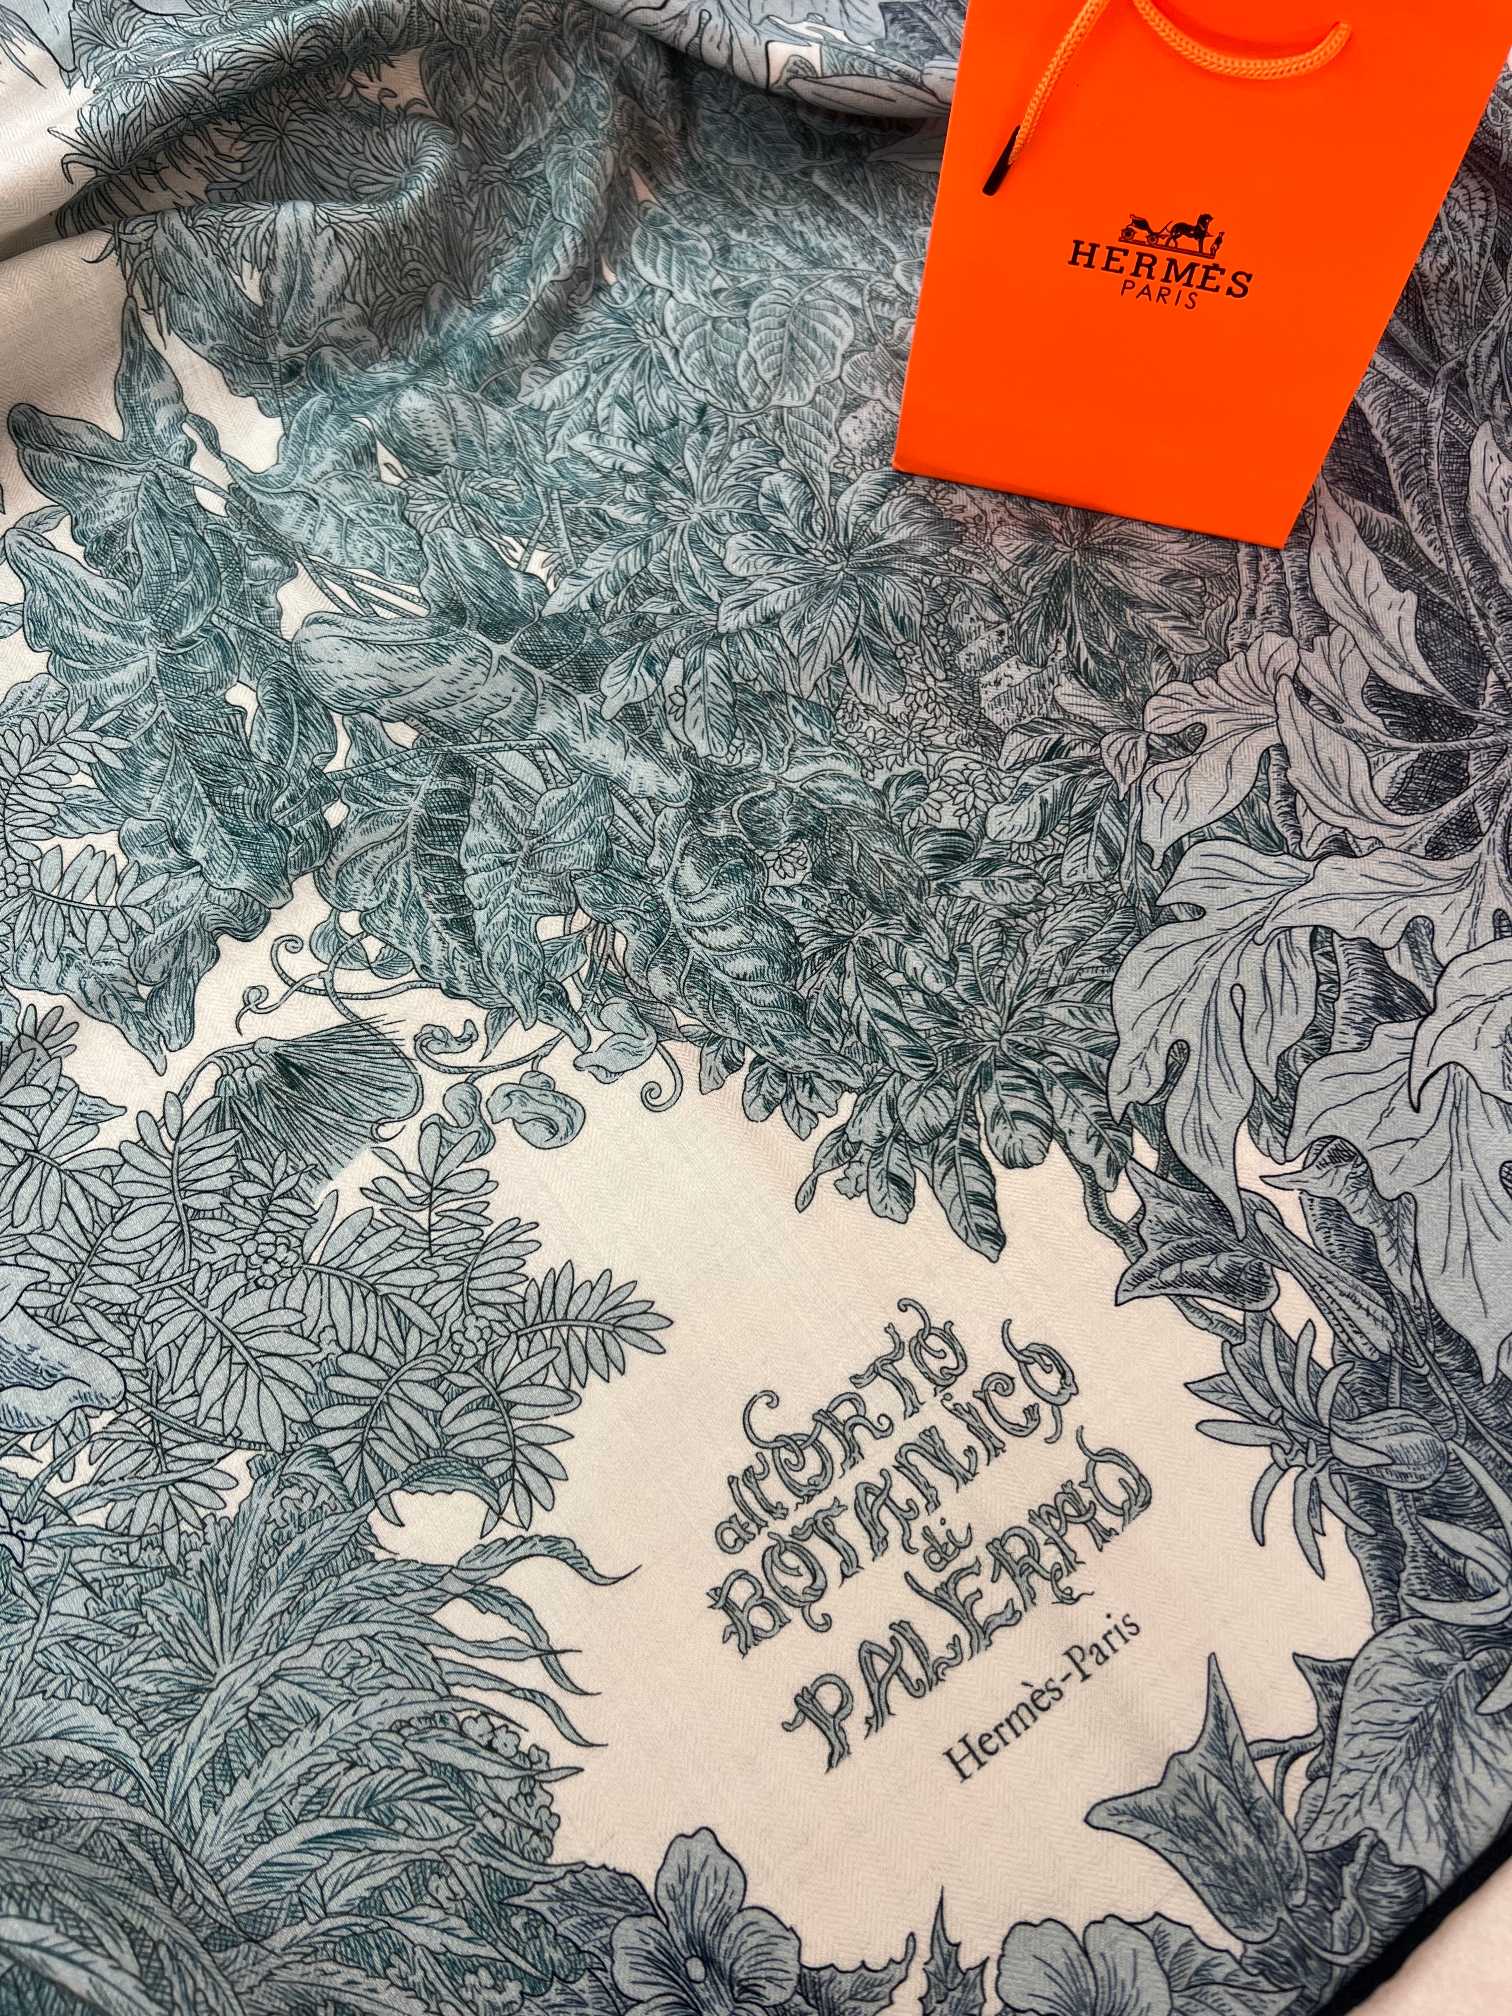 HERMÈS
PARIS
all'ORTO
BOTANICO
di
PALERMO
Hermès-Paris